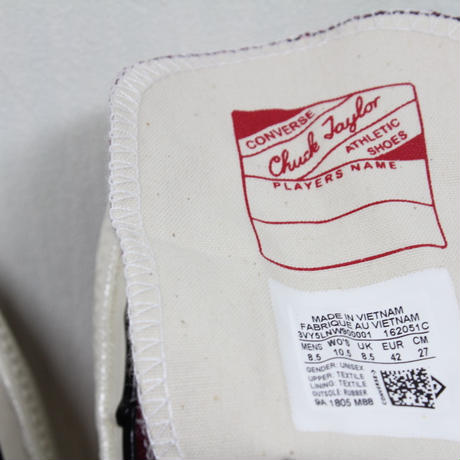 CONVERSE
Chuck Taylor
ATHLETIC
SHOES
PLAYERS NAME
MADE IN VIETNAM
FABRIQUE AU VIETNAM
162051C
MENS WO'S UK EUR CM
8.5 10.5 8.5 42 27
GENDER: UNISEX
UPPER: TEXTILE
LINING: TEXTILE
OUTSOLE: RUBBER
9A 1805 M88
CONVERSE